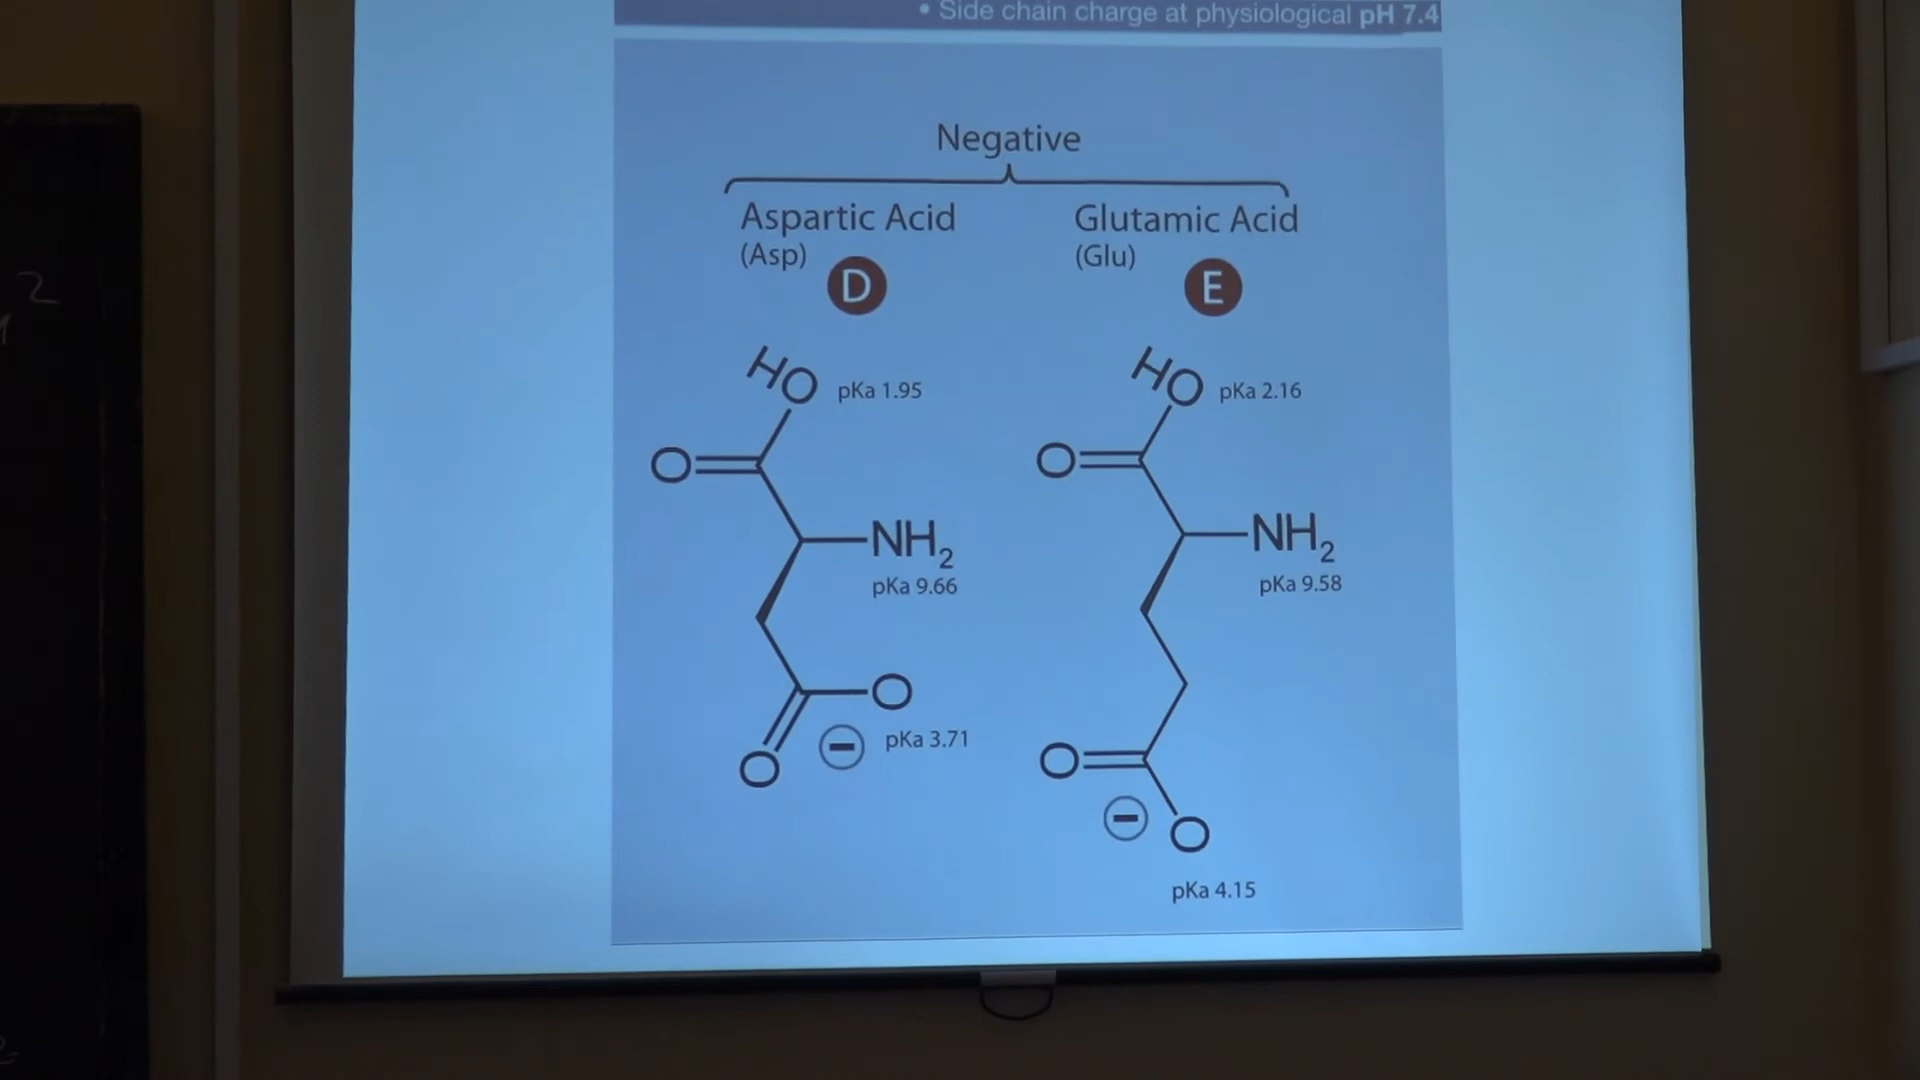 • Side chain charge at physiological pH 7.4
Negative
Aspartic Acid
(Asp)
D
Glutamic Acid
(Glu)
E
HO
pKa 1.95
O
NH2
pKa 9.66
O
pKa 3.71
O
HO
pKa 2.16
O
NH2
pKa 9.58
O
O
pKa 4.15
2